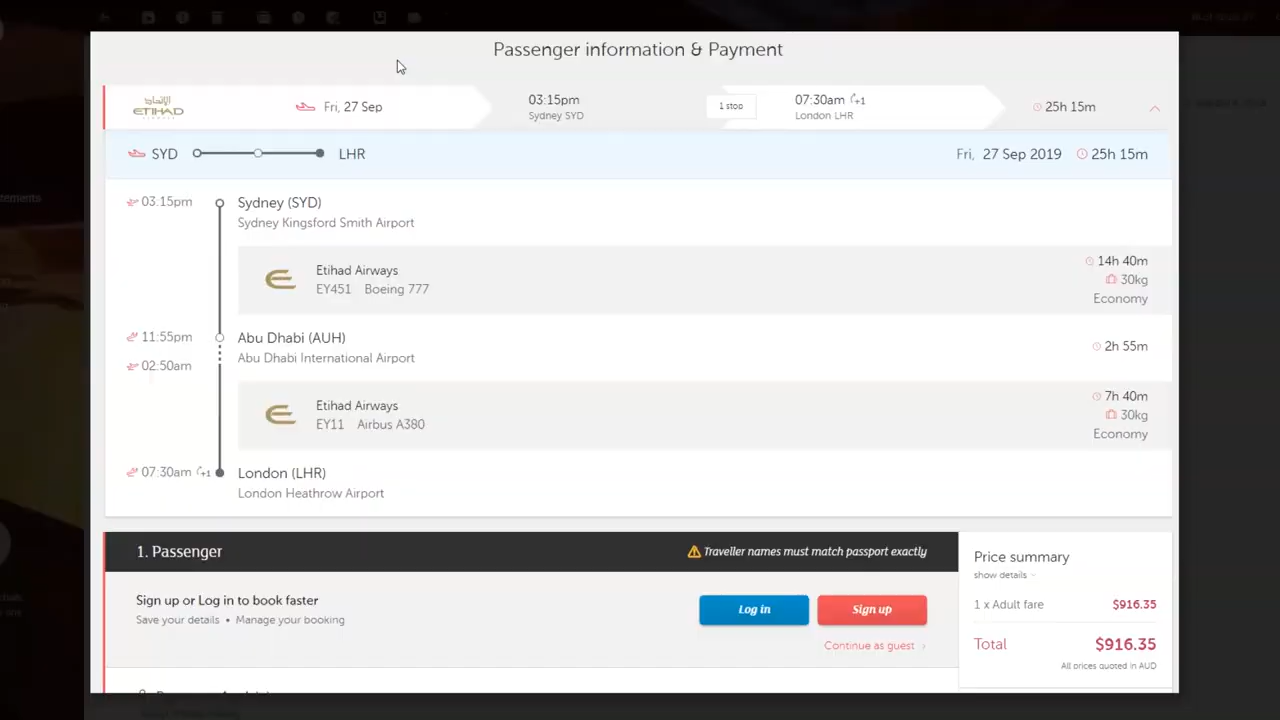 Passenger information & Payment
الإتحاد
ETIHAD
Fri, 27 Sep
03:15pm
Sydney SYD
1 stop
07:30am +1
London LHR
25h 15m
SYD LHR
Fri, 27 Sep 2019 25h 15m
03.15pm Sydney (SYD)
Sydney Kingsford Smith Airport
Etihad Airways
EY451 Boeing 777
14h 40m
30kg
Economy
11:55pm Abu Dhabi (AUH)
02:50am Abu Dhabi International Airport
2h 55m
Etihad Airways
EY11 Airbus A380
7h 40m
30kg
Economy
07:30am +1 London (LHR)
London Heathrow Airport
1. Passenger
Traveller names must match passport exactly
Sign up or Log in to book faster
Save your details • Manage your booking
Log in
Sign up
Continue as guest
Price summary
show details
1 x Adult fare $916.35
Total $916.35
All prices quoted in AUD